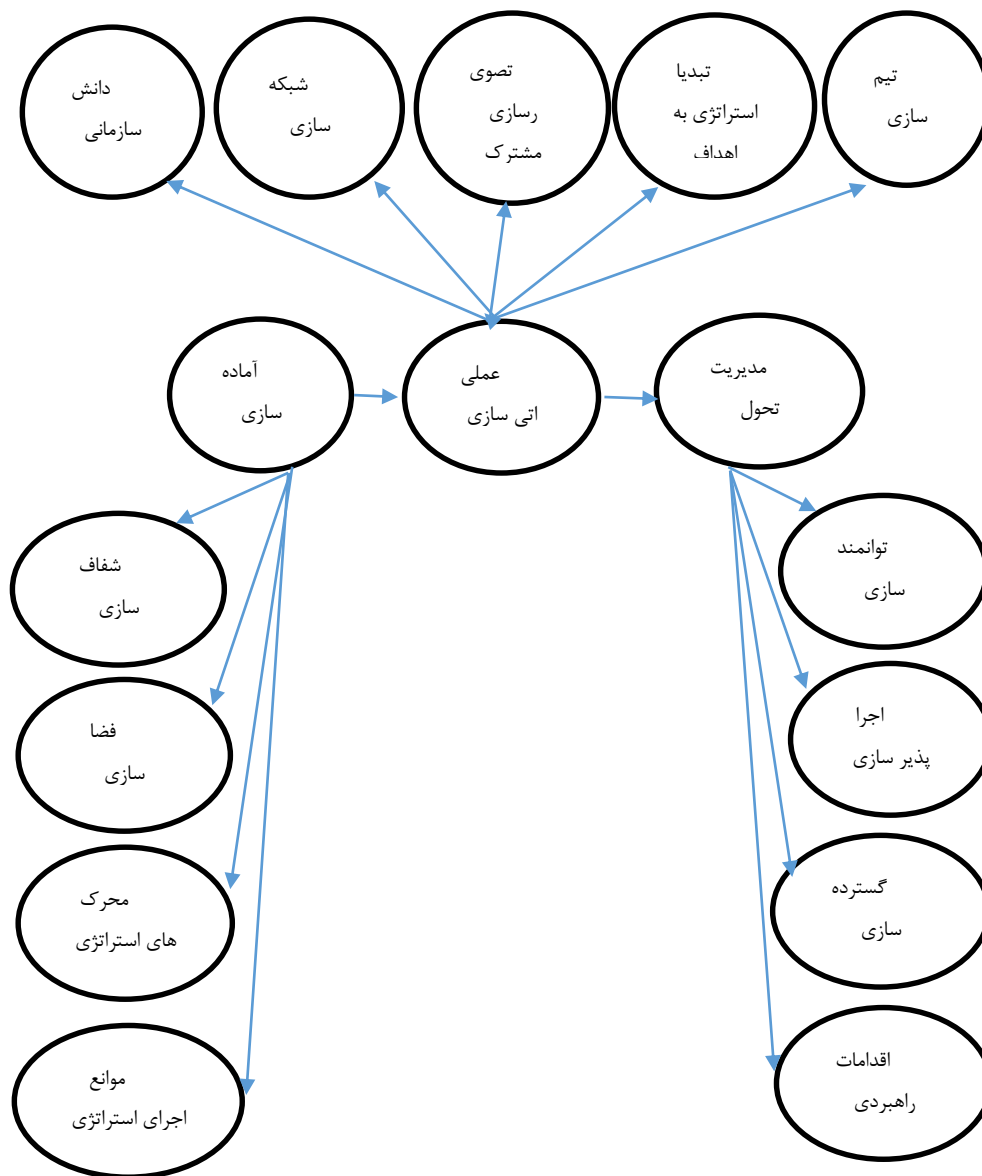 تیم
سازی
تبدیا
استراتژی به
اهداف
تصوی
رسازی
مشترک
شبکه
سازی
دانش
سازمانی
مدیریت
تحول
عملی
اتی سازی
آماده
سازی
توانمند
سازی
شفاف
سازی
اجرا
پذیر سازی
فضا
سازی
گسترده
سازی
محرک
های استراتژی
اقدامات
راهبردی
موانع
اجرای استراتژی